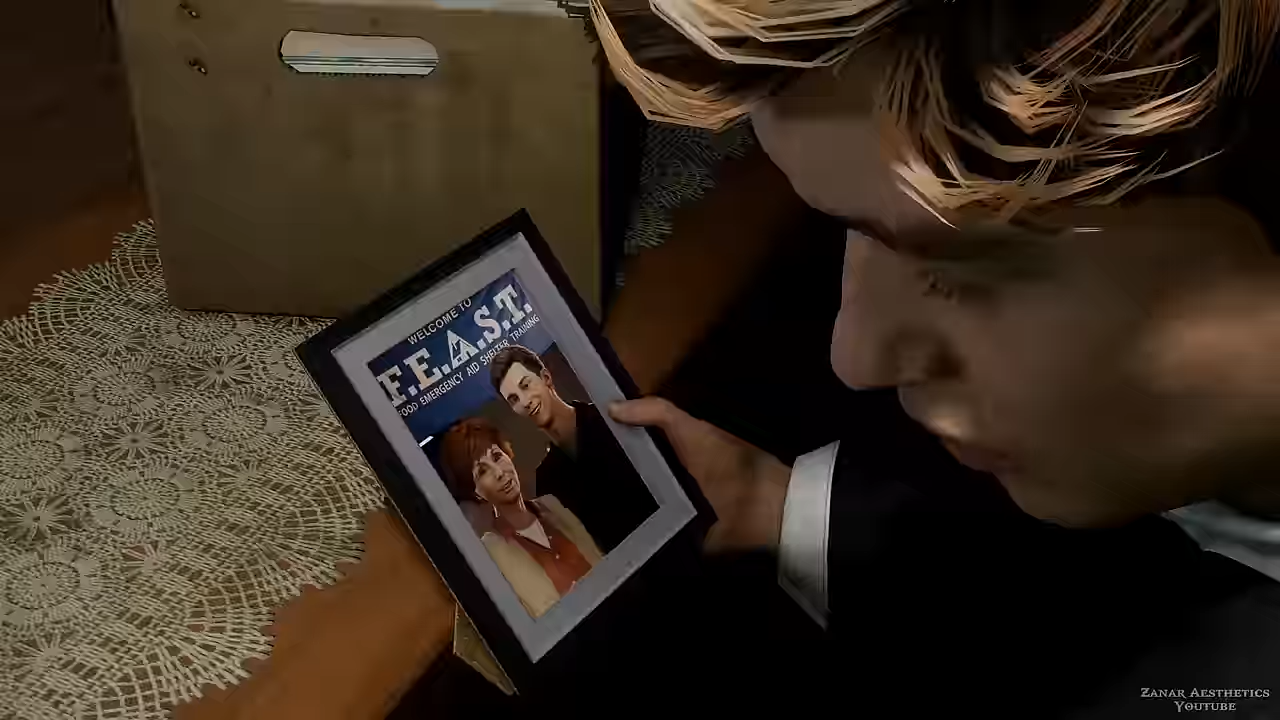 WELCOME TO
F.E.A.S.T.
FOOD EMERGENCY AID SHELTER TRAINING
ZANAR AESTHETICS
YOUTUBE